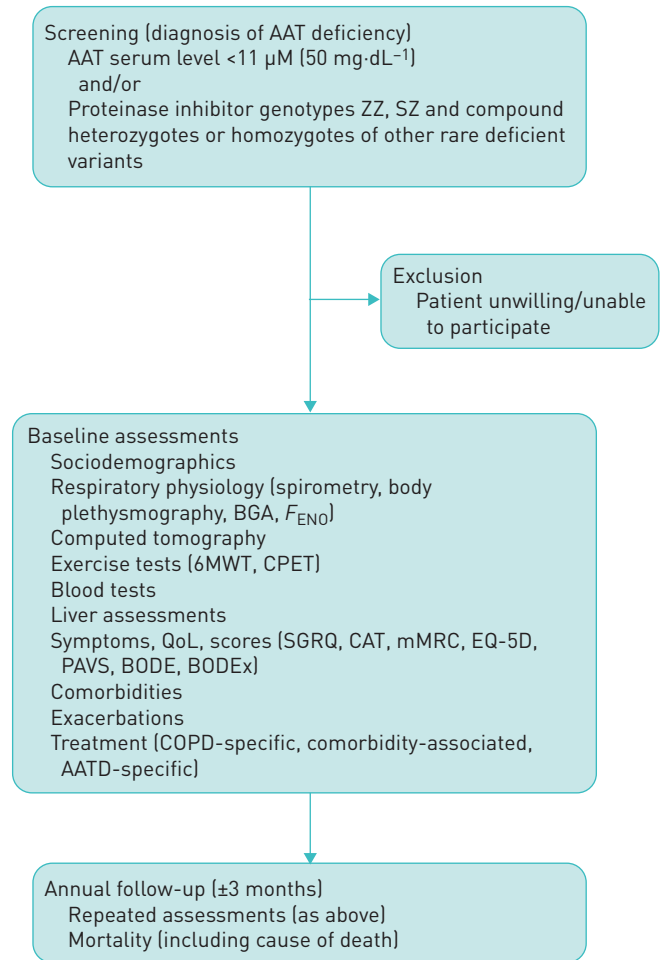 Screening (diagnosis of AAT deficiency)
AAT serum level <11 µM (50 mg·dL⁻¹)
and/or
Proteinase inhibitor genotypes ZZ, SZ and compound
heterozygotes or homozygotes of other rare deficient
variants
Exclusion
Patient unwilling/unable
to participate
Baseline assessments
Sociodemographics
Respiratory physiology (spirometry, body
plethysmography, BGA, FENO)
Computed tomography
Exercise tests (6MWT, CPET)
Blood tests
Liver assessments
Symptoms, QoL, scores (SGRQ, CAT, mMRC, EQ-5D,
PAVS, BODE, BODEx)
Comorbidities
Exacerbations
Treatment (COPD-specific, comorbidity-associated,
AATD-specific)
Annual follow-up (±3 months)
Repeated assessments (as above)
Mortality (including cause of death)